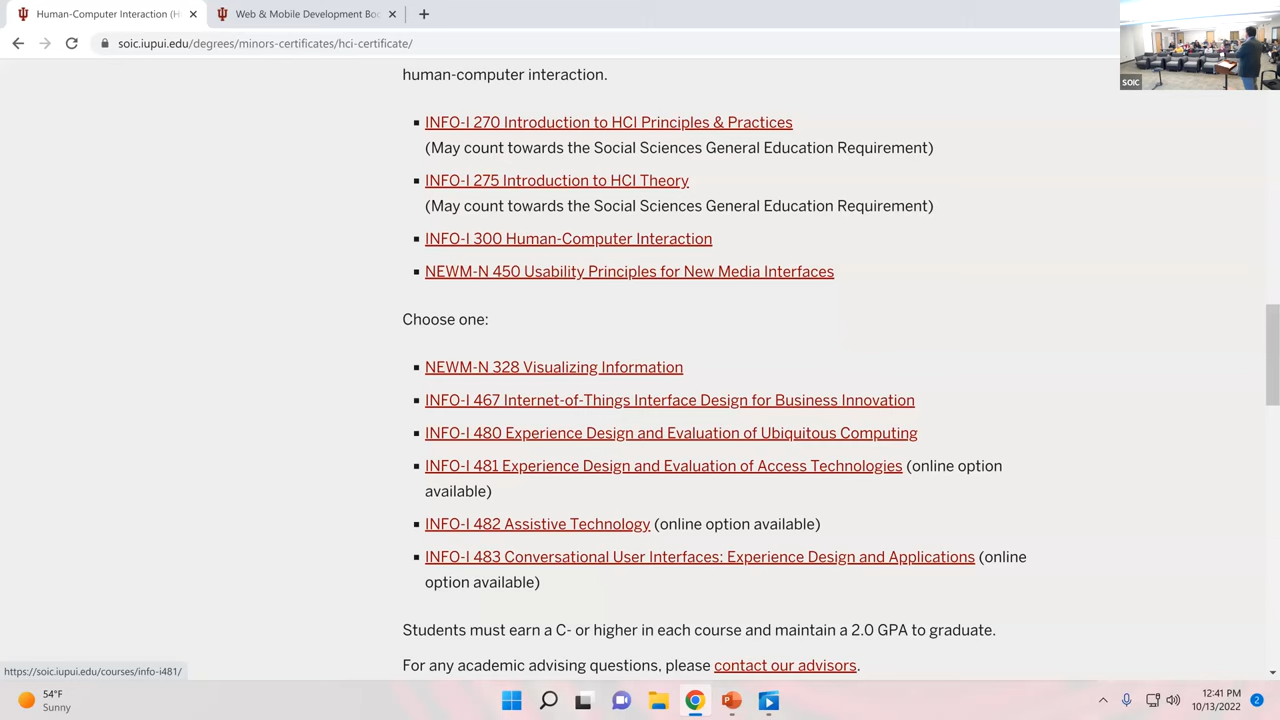 Human-Computer Interaction (H
Web & Mobile Development Boo
soic.iupui.edu/degrees/minors-certificates/hci-certificate/
SOIC
human-computer interaction.
INFO-I 270 Introduction to HCI Principles & Practices
(May count towards the Social Sciences General Education Requirement)
INFO-I 275 Introduction to HCI Theory
(May count towards the Social Sciences General Education Requirement)
INFO-I 300 Human-Computer Interaction
NEWM-N 450 Usability Principles for New Media Interfaces
Choose one:
NEWM-N 328 Visualizing Information
INFO-I 467 Internet-of-Things Interface Design for Business Innovation
INFO-I 480 Experience Design and Evaluation of Ubiquitous Computing
INFO-I 481 Experience Design and Evaluation of Access Technologies (online option
available)
INFO-I 482 Assistive Technology (online option available)
INFO-I 483 Conversational User Interfaces: Experience Design and Applications (online
option available)
Students must earn a C- or higher in each course and maintain a 2.0 GPA to graduate.
For any academic advising questions, please contact our advisors.
https://soic.iupui.edu/courses/info-i481/
54°F
Sunny
12:41 PM
10/13/2022
2